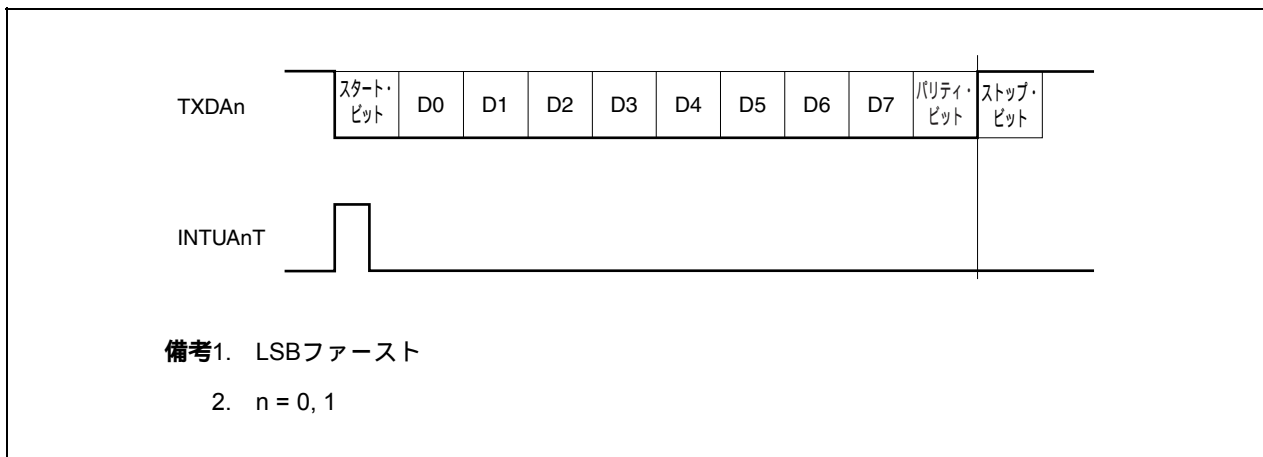 TXDAn スタート・ビット D0 D1 D2 D3 D4 D5 D6 D7 パリティ・ビット ストップ・ビット
INTUAnT
備考1. LSBファースト
2. n = 0, 1